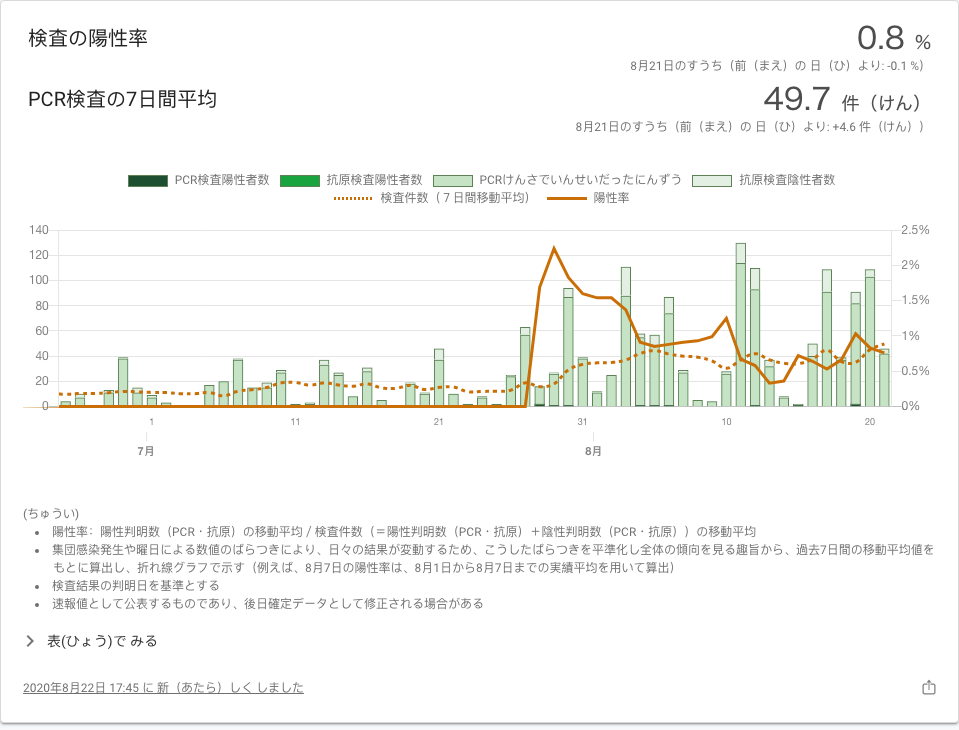 検査の陽性率
0.8 %
8月21日のすうち（前（まえ）の 日（ひ）より: -0.1 %）
PCR検査の7日間平均
49.7 件（けん）
8月21日のすうち（前（まえ）の 日（ひ）より: +4.6 件（けん））
PCR検査陽性者数 抗原検査陽性者数 PCRけんさでいんせいだったにんずう 抗原検査陰性者数
検査件数（７日間移動平均） 陽性率
140 2.5%
120 2%
100
80 1.5%
60 1%
40 0.5%
20
0 0%
1 11 21 31 10 20
7月 8月
(ちゅうい)
• 陽性率：陽性判明数（PCR・抗原）の移動平均 / 検査件数（＝陽性判明数（PCR・抗原）＋陰性判明数（PCR・抗原））の移動平均
• 集団感染発生や曜日による数値のばらつきにより、日々の結果が変動するため、こうしたばらつきを平準化し全体の傾向を見る趣旨から、過去7日間の移動平均値を
もとに算出し、折れ線グラフで示す（例えば、8月7日の陽性率は、8月1日から8月7日までの実績平均を用いて算出）
• 検査結果の判明日を基準とする
• 速報値として公表するものであり、後日確定データとして修正される場合がある
表(ひょう)で みる
2020年8月22日 17:45 に 新（あたら）しく しました